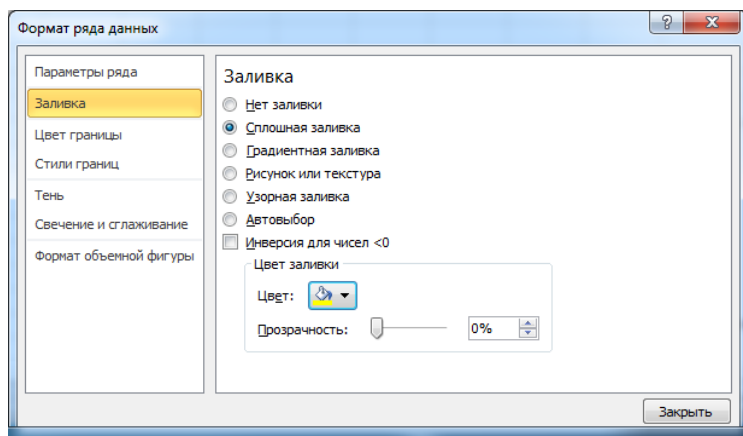 Формат ряда данных
Параметры ряда
Заливка
Цвет границы
Стили границ
Тень
Свечение и сглаживание
Формат объемной фигуры
Заливка
Нет заливки
Сплошная заливка
Градиентная заливка
Рисунок или текстура
Узорная заливка
Автовыбор
Инверсия для чисел <0
Цвет заливки
Цвет:
Прозрачность: 0%
Закрыть